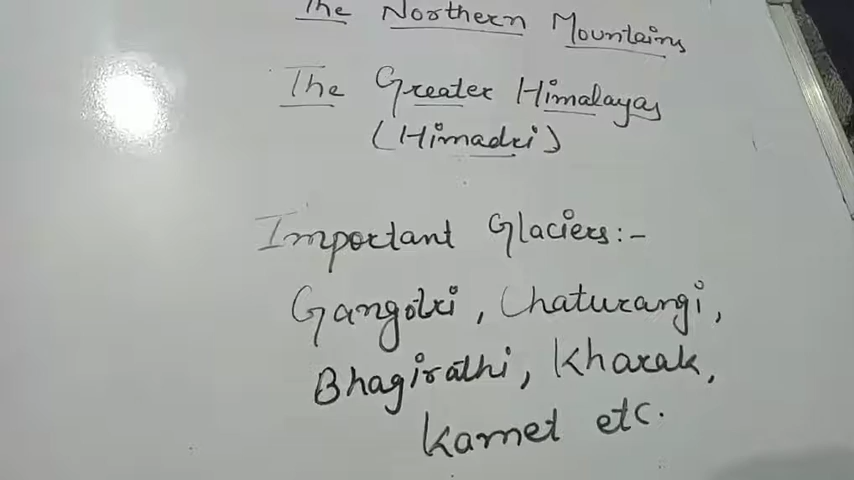 The Northern Mountains
The Greater Himalayas
(Himadri)
Important Glaciers:-
Gangotri, Chaturangi,
Bhagirathi, Kharak,
Kamet etc.